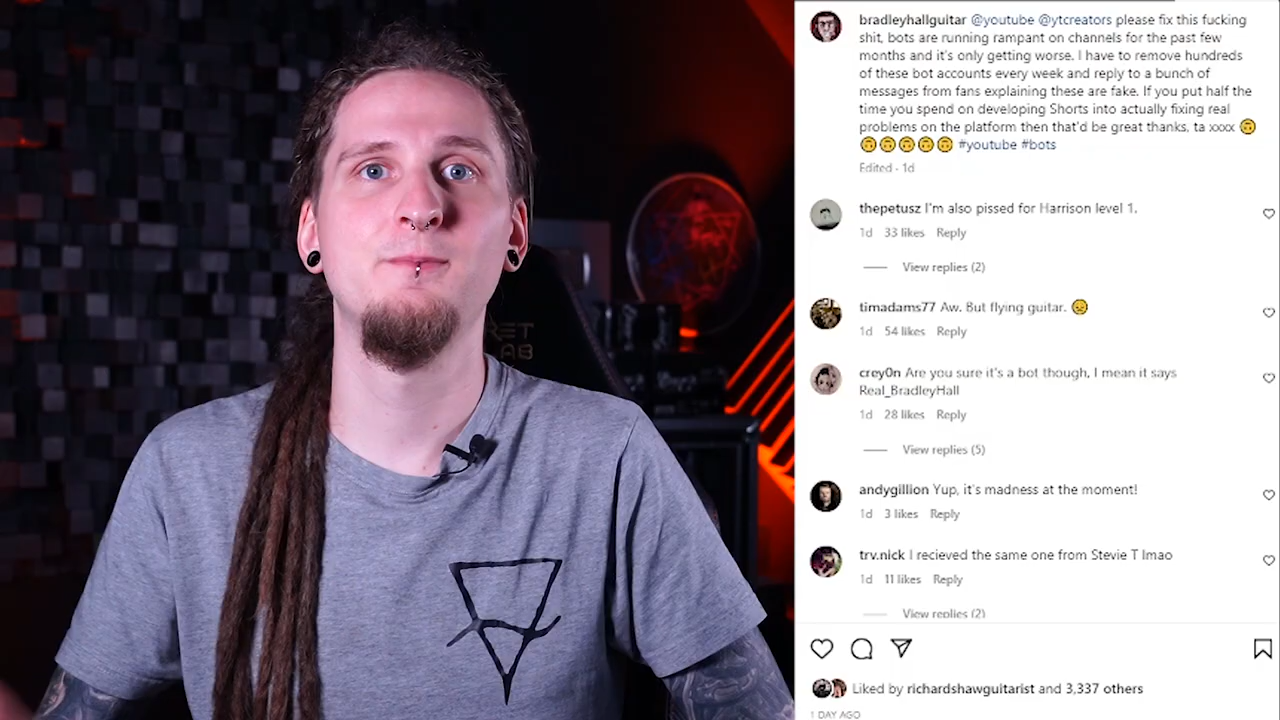 bradleyhallguitar @youtube @ytcreators please fix this fucking
shit, bots are running rampant on channels for the past few
months and it's only getting worse. I have to remove hundreds
of these bot accounts every week and reply to a bunch of
messages from fans explaining these are fake. If you put half the
time you spend on developing Shorts into actually fixing real
problems on the platform then that'd be great thanks. ta xxxx 🙃
🙃🙃🙃🙃🙃 #youtube #bots
Edited · 1d
thepetusz I'm also pissed for Harrison level 1.
1d 33 likes Reply
View replies (2)
timadams77 Aw. But flying guitar. 😟
1d 54 likes Reply
crey0n Are you sure it's a bot though, I mean it says
Real_BradleyHall
1d 28 likes Reply
View replies (5)
andygillion Yup, it's madness at the moment!
1d 3 likes Reply
trv.nick I recieved the same one from Stevie T lmao
1d 11 likes Reply
View replies (2)
Liked by richardshawguitarist and 3,337 others
1 DAY AGO